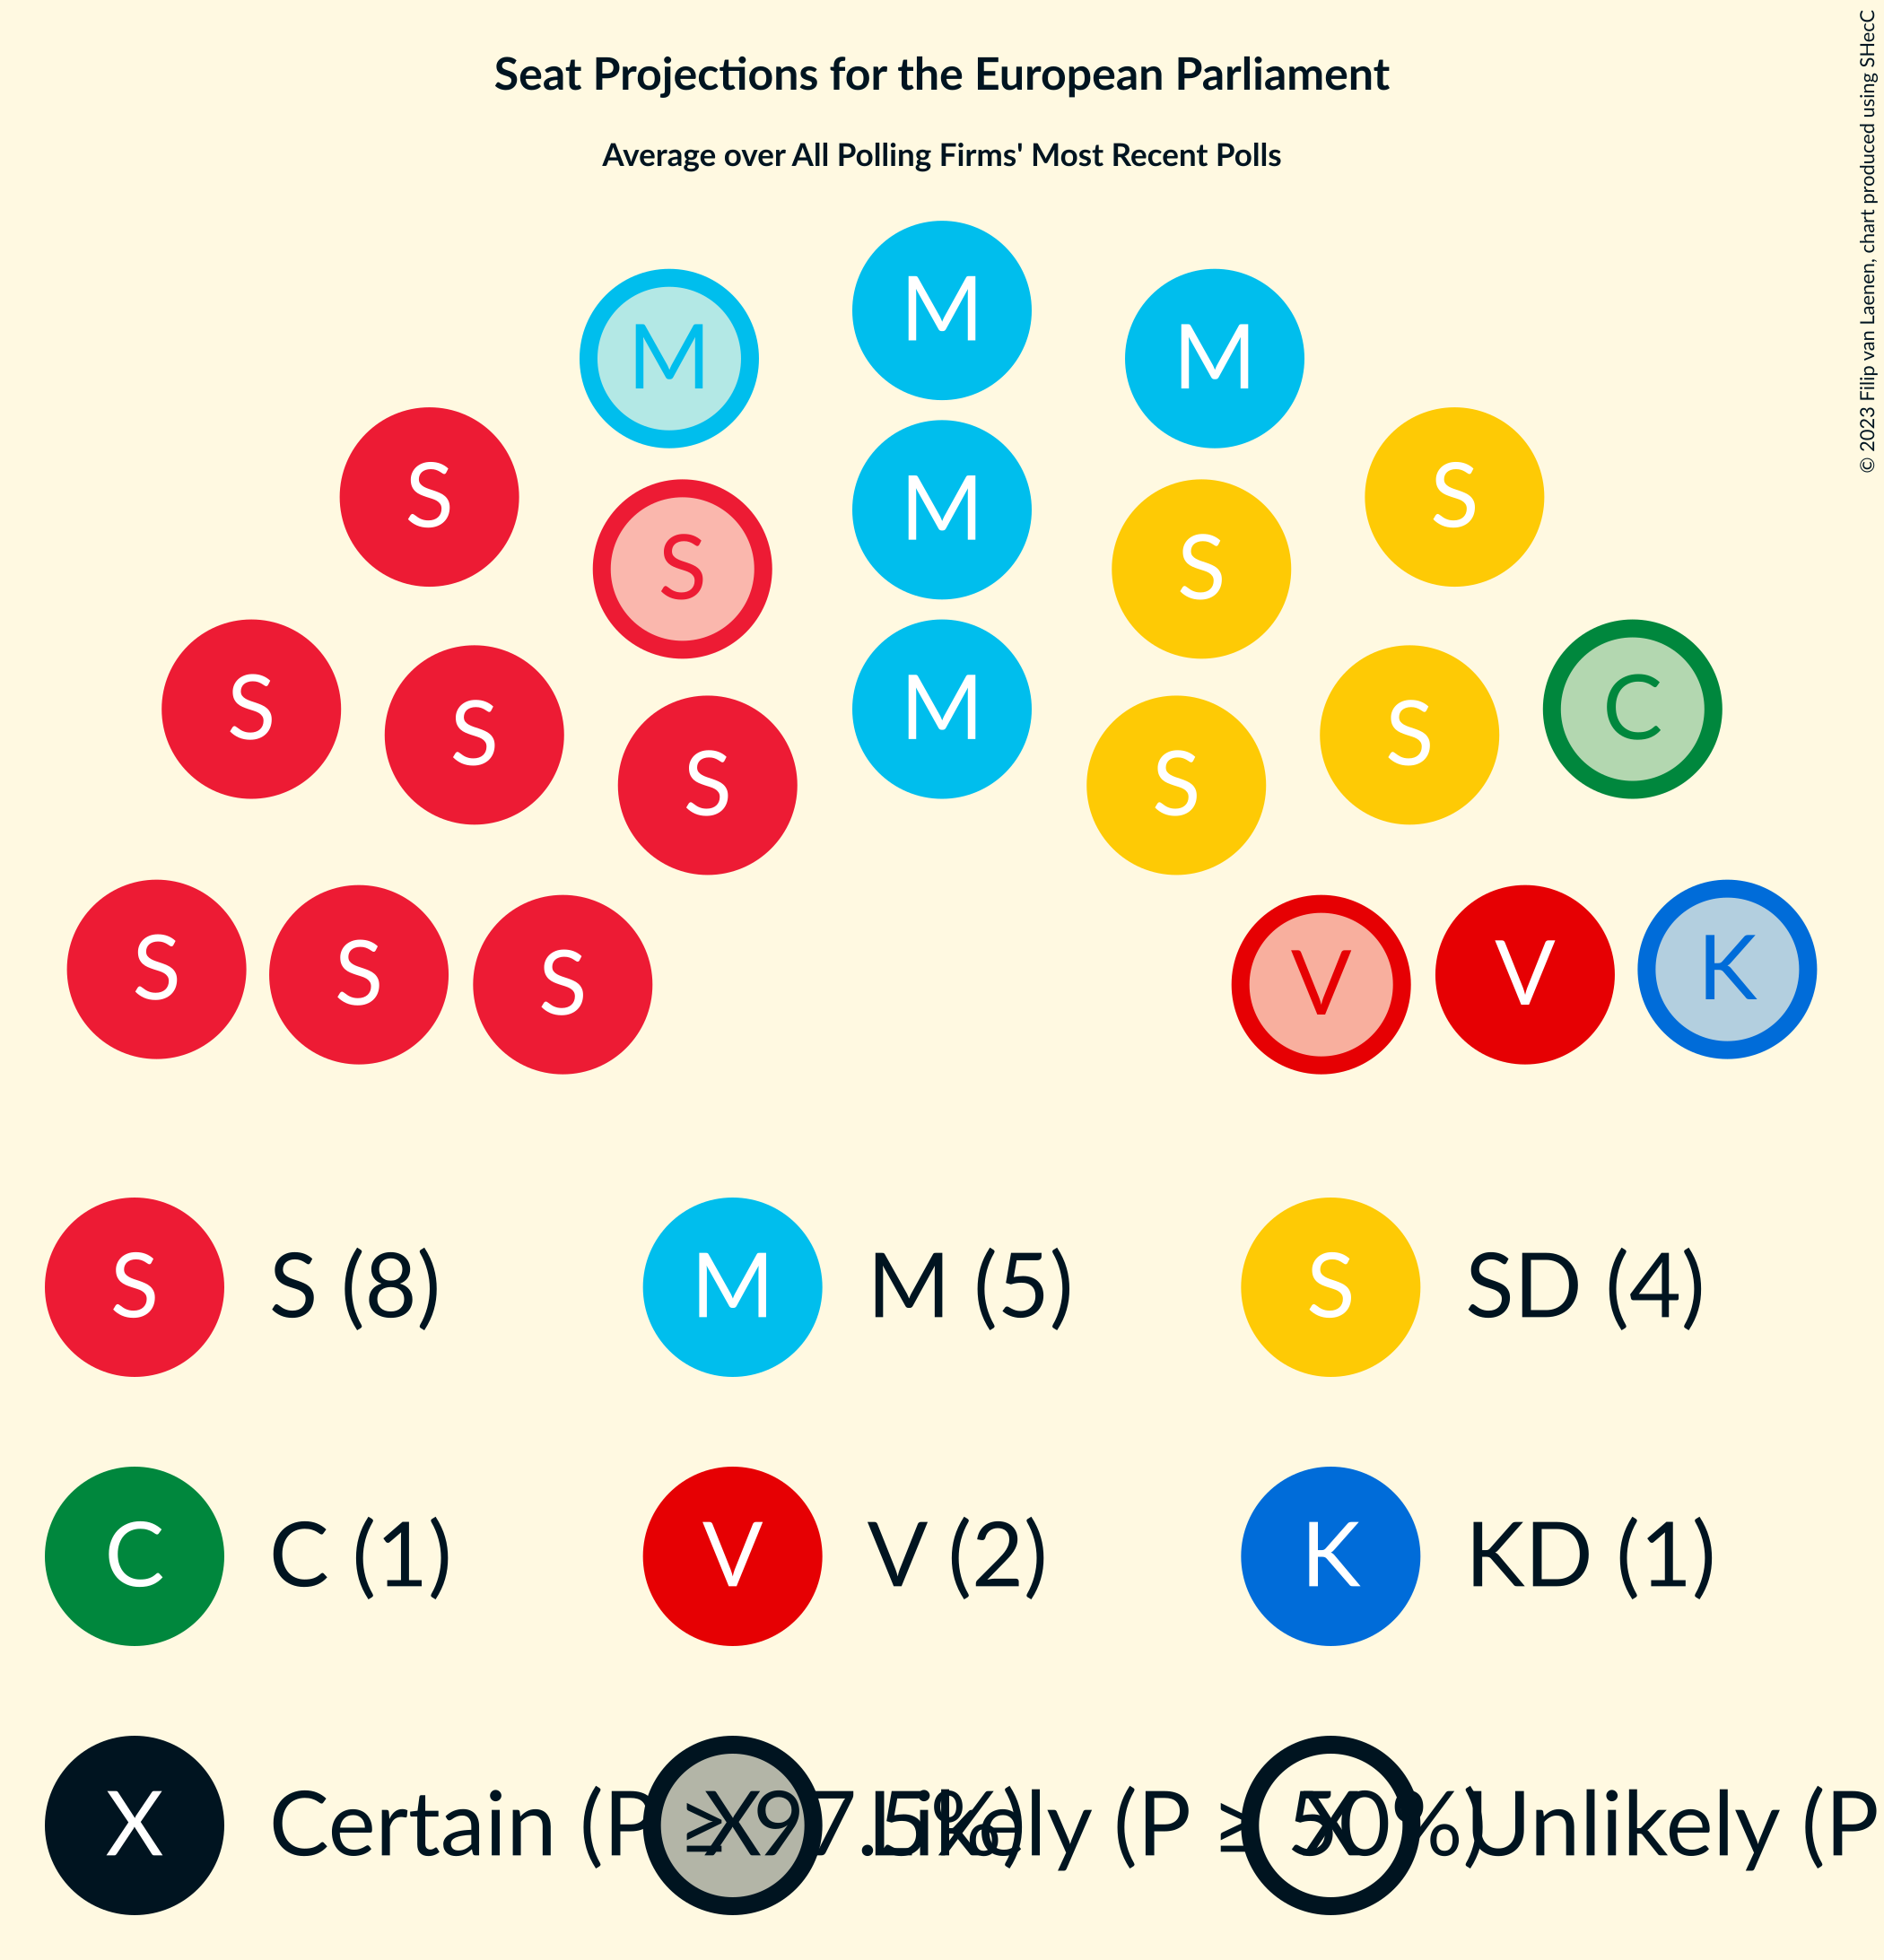 Seat Projections for the European Parliament
Average over All Polling Firms' Most Recent Polls
© 2023 Filip van Laenen, chart produced using SHecC
M
M M
S S
S M S
S C
S S
S M S
S K
S V
S V
S S (8) M M (5) S SD (4)
C C (1) V V (2) K KD (1)
X Certain (P ≥ 97.5%) X Likely (P ≥ 50%) X Unlikely (P